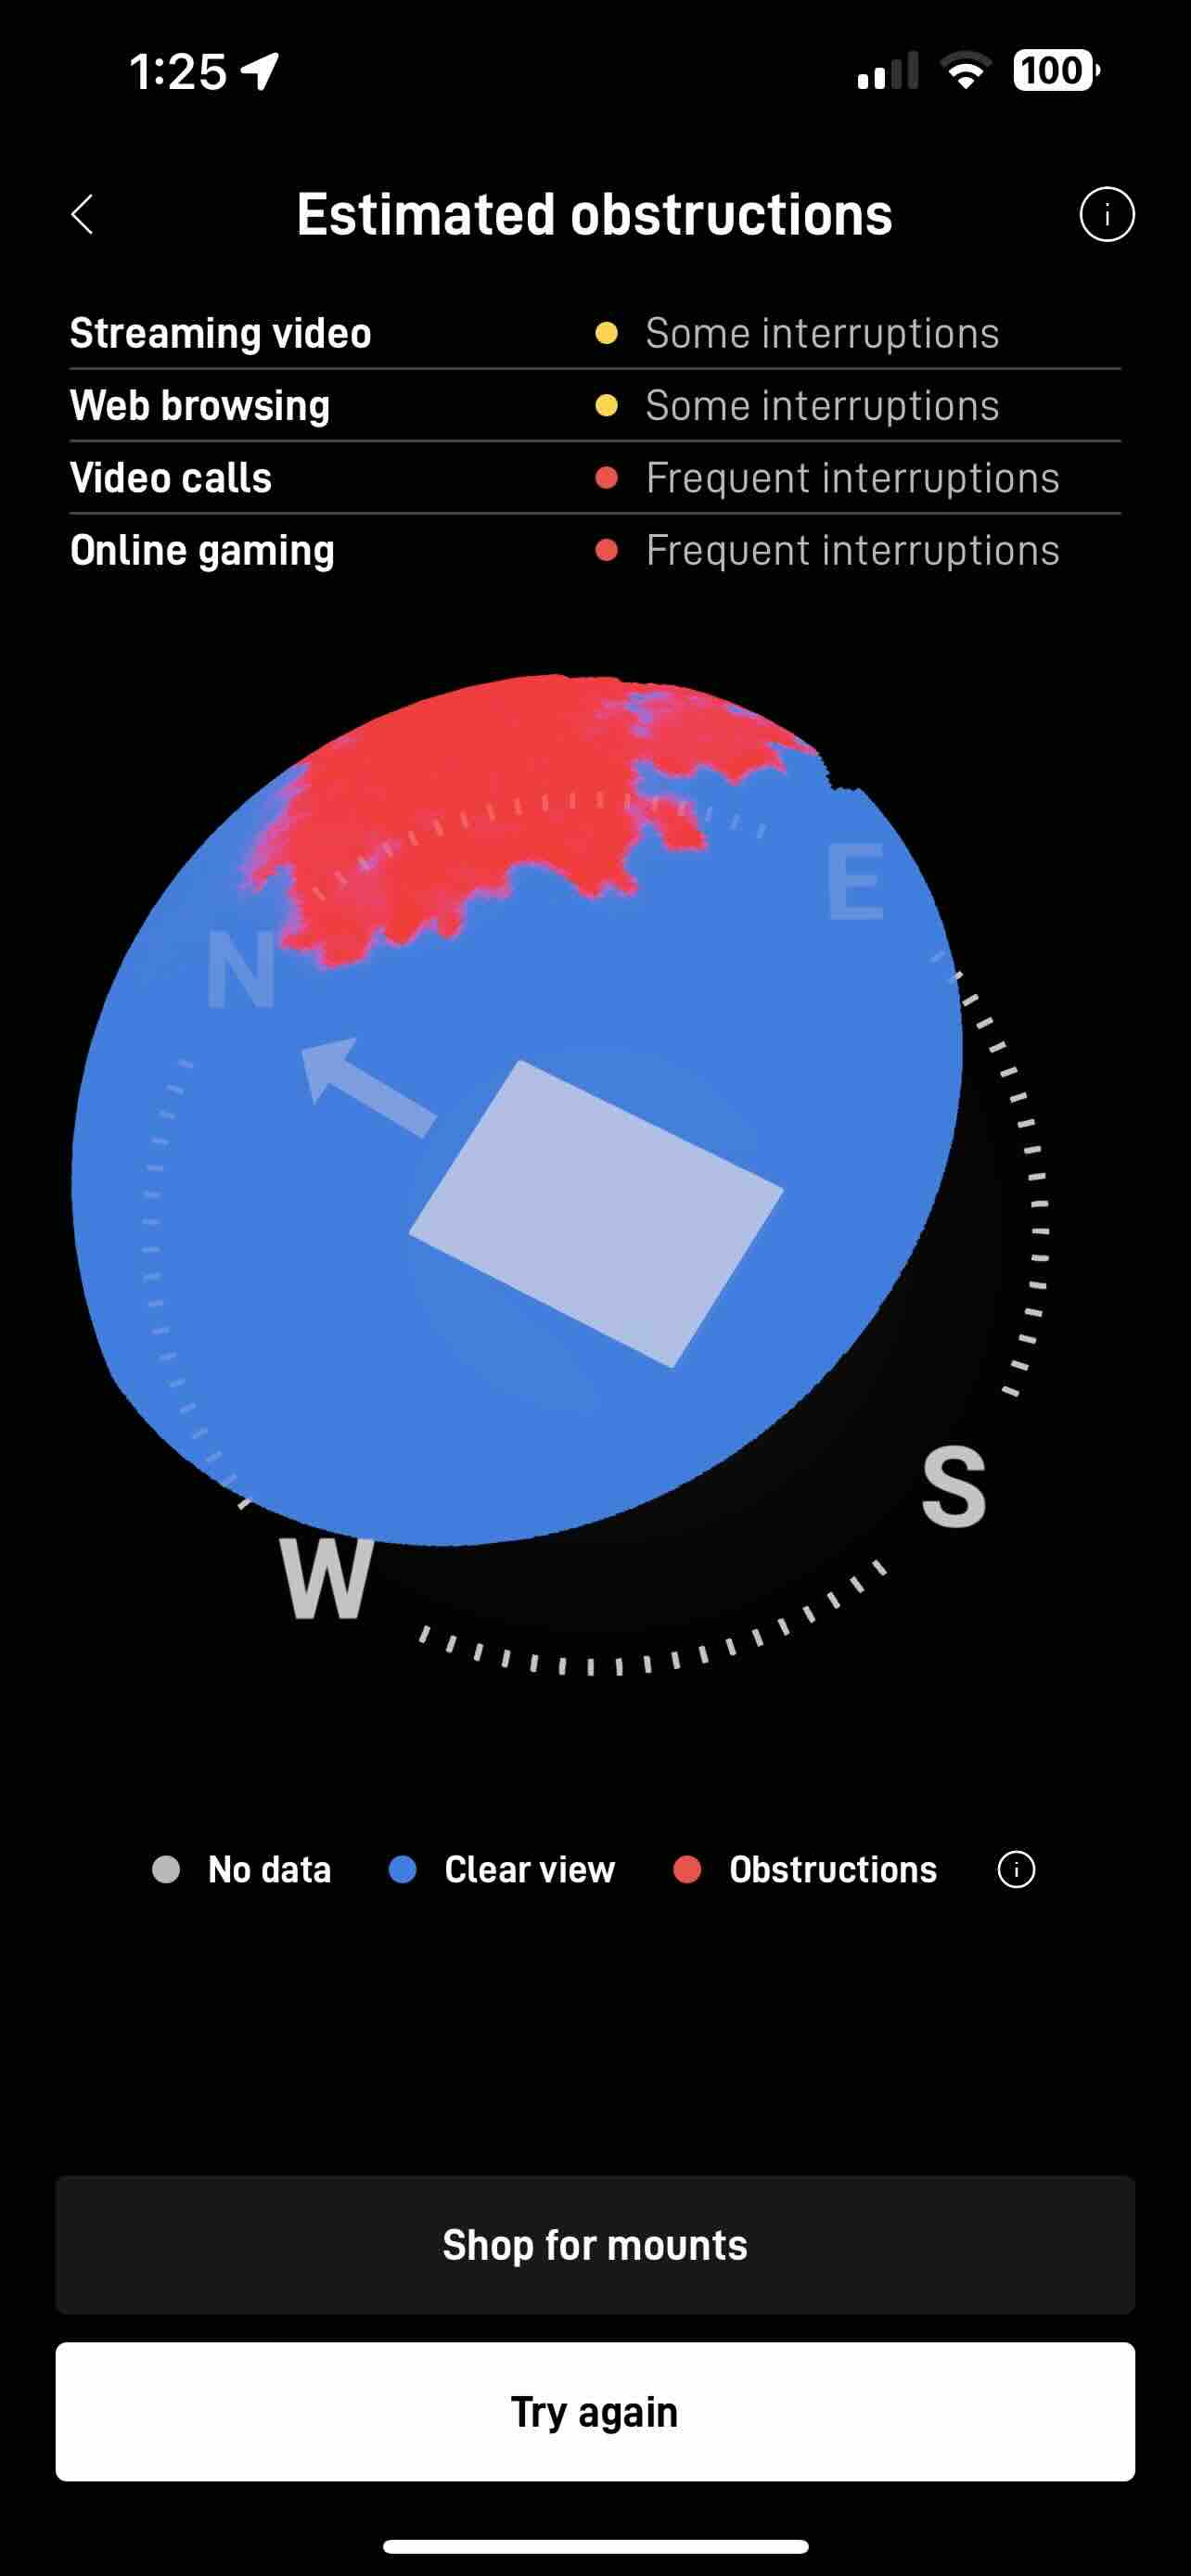 1:25 100
Estimated obstructions i
Streaming video Some interruptions
Web browsing Some interruptions
Video calls Frequent interruptions
Online gaming Frequent interruptions
E
N
S
W
No data Clear view Obstructions i
Shop for mounts
Try again